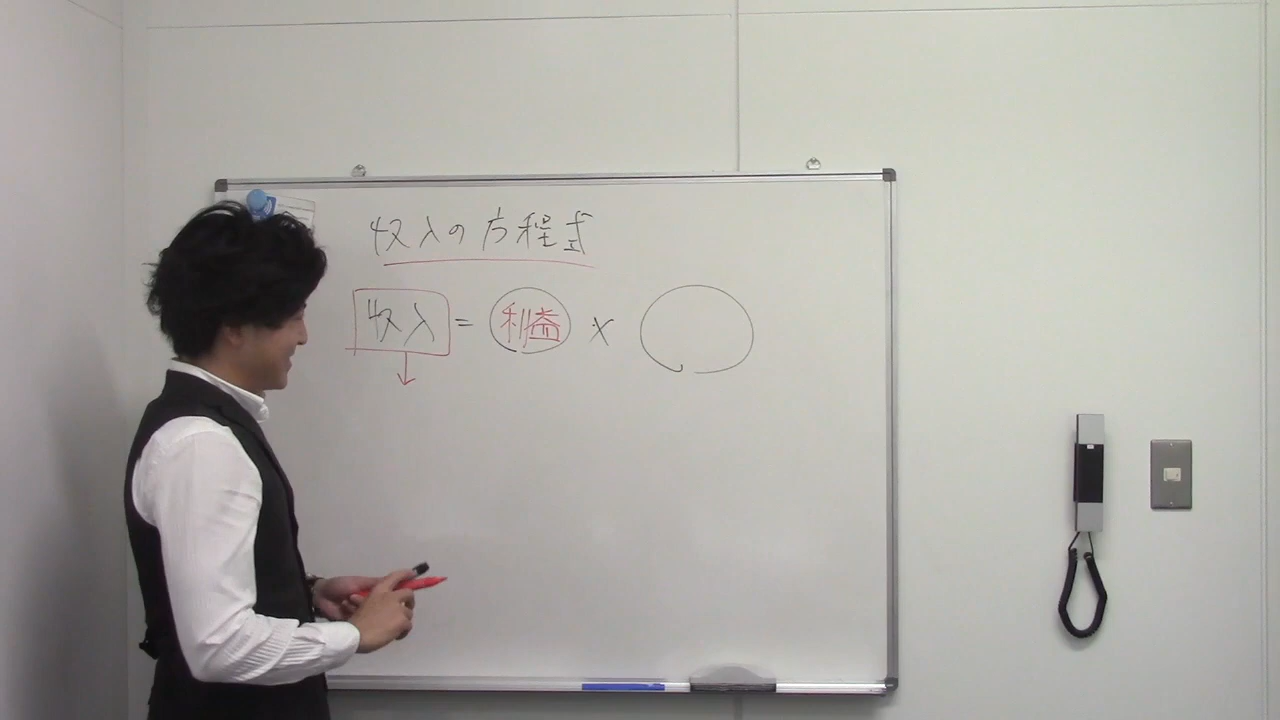 収入の方程式
収入 = 利益 ×